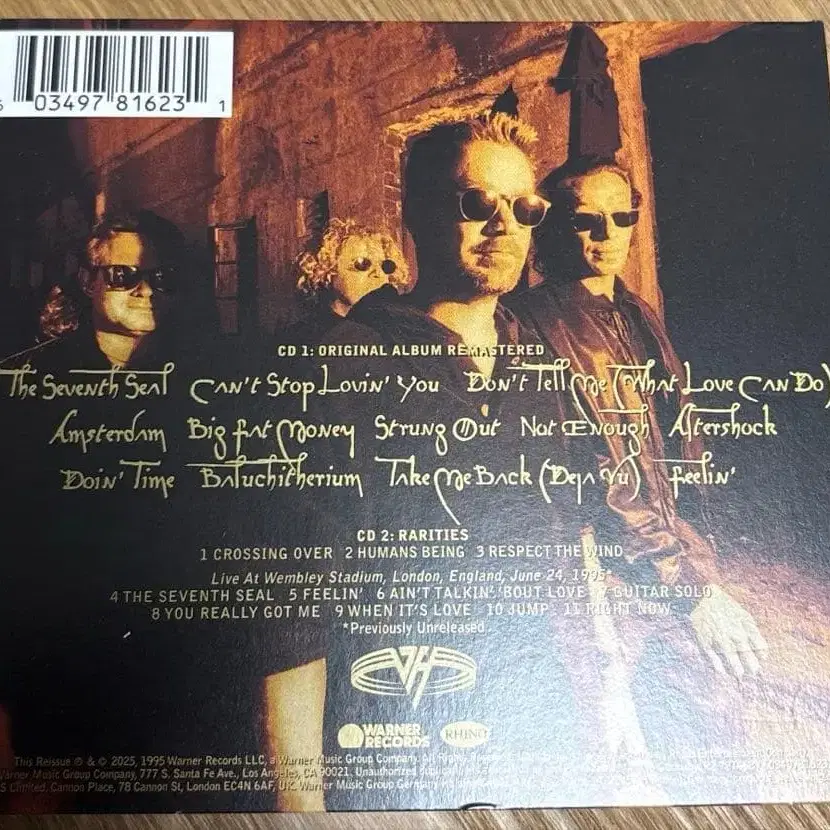 6 03497 81623 1
CD 1: ORIGINAL ALBUM REMASTERED
The Seventh Seal Can't Stop Lovin' You Don't Tell Me (What Love Can Do)
Amsterdam Big Fat Money Strung Out Not Enough Aftershock
Doin' Time Baluchitherium Take Me Back (Deja Vu) Feelin'
CD 2: RARITIES
1 CROSSING OVER 2 HUMANS BEING 3 RESPECT THE WIND
Live At Wembley Stadium, London, England, June 24, 1995*
4 THE SEVENTH SEAL 5 FEELIN' 6 AIN'T TALKIN' 'BOUT LOVE 7 GUITAR SOLO
8 YOU REALLY GOT ME 9 WHEN IT'S LOVE 10 JUMP 11 RIGHT NOW
*Previously Unreleased.
VH
WARNER RECORDS RHINO
This Reissue ℗ & © 2025, 1995 Warner Records LLC, a Warner Music Group Company. All Rights
Warner Music Group Company, 777 S. Santa Fe Ave., Los Angeles, CA 90021. Unauthorized
Limited, Cannon Place, 78 Cannon St, London EC4N 6AF, UK. Warner Music Group Germany